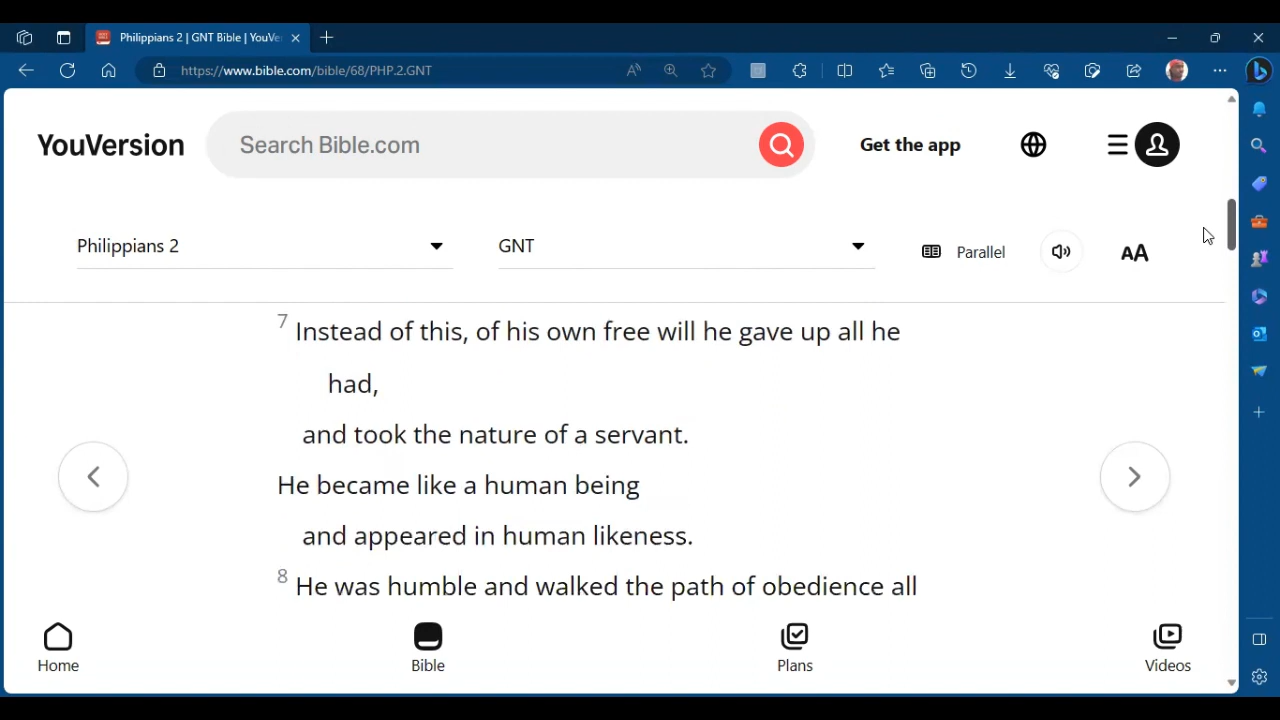 Philippians 2 | GNT Bible | YouVe
https://www.bible.com/bible/68/PHP.2.GNT
YouVersion
Search Bible.com
Get the app
Philippians 2
GNT
Parallel
AA
7 Instead of this, of his own free will he gave up all he
had,
and took the nature of a servant.
He became like a human being
and appeared in human likeness.
8 He was humble and walked the path of obedience all
Home
Bible
Plans
Videos